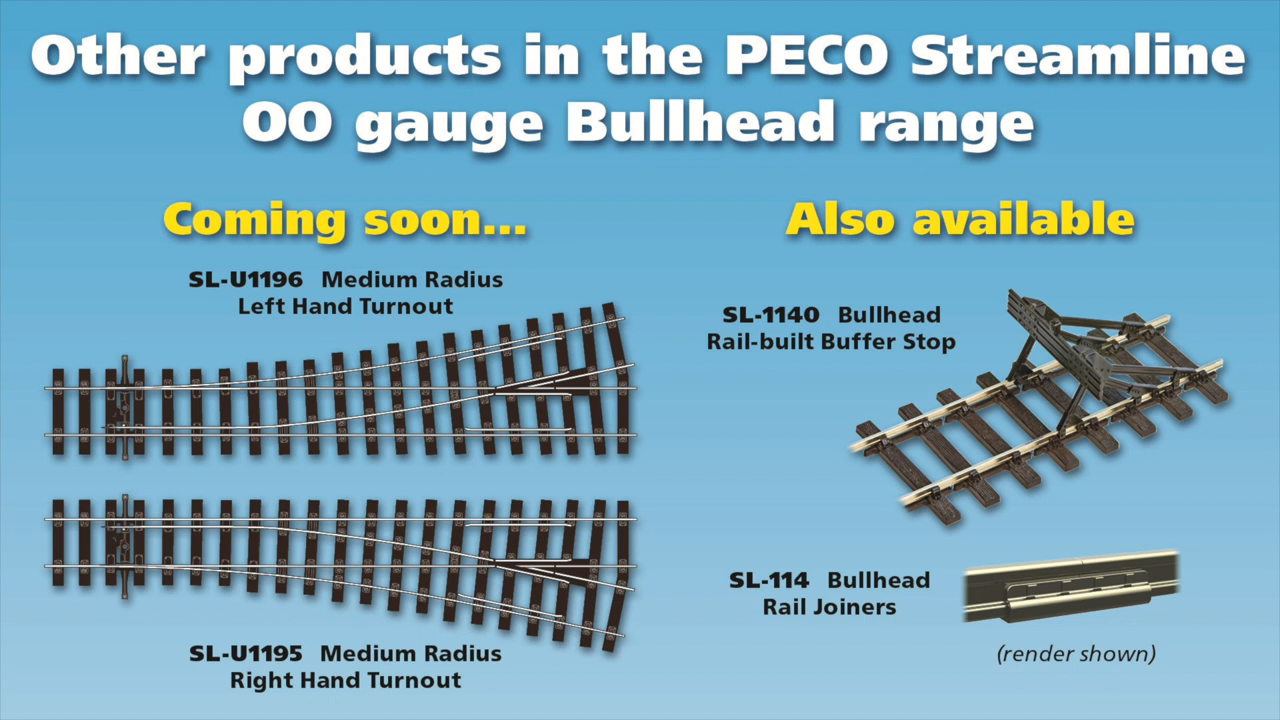 Other products in the PECO Streamline
OO gauge Bullhead range
Coming soon...
SL-U1196 Medium Radius
Left Hand Turnout
SL-U1195 Medium Radius
Right Hand Turnout
Also available
SL-1140 Bullhead
Rail-built Buffer Stop
SL-114 Bullhead
Rail Joiners
(render shown)